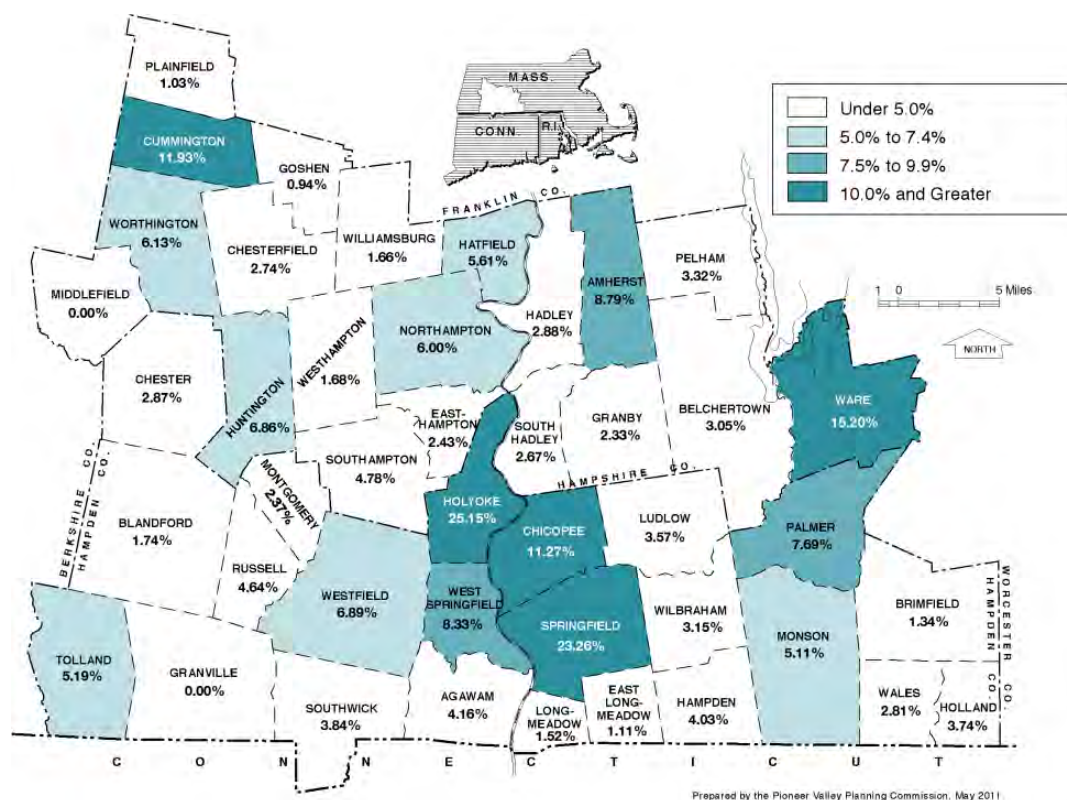 PLAINFIELD
1.03%
MASS.
CONN.
R.I.
Under 5.0%
5.0% to 7.4%
7.5% to 9.9%
10.0% and Greater
CUMMINGTON
11.93%
GOSHEN
0.94%
FRANKLIN CO.
WORTHINGTON
6.13%
CHESTERFIELD
2.74%
WILLIAMSBURG
1.66%
HATFIELD
5.61%
AMHERST
8.79%
PELHAM
3.32%
MIDDLEFIELD
0.00%
1 0 5 Miles
NORTH
HADLEY
2.88%
NORTHAMPTON
6.00%
WESTHAMPTON
1.68%
CHESTER
2.87%
HUNTINGTON
6.86%
EAST-
HAMPTON
2.43%
SOUTH
HADLEY
2.67%
GRANBY
2.33%
BELCHERTOWN
3.05%
WARE
15.20%
SOUTHAMPTON
4.78%
HAMPSHIRE CO.
MONTGOMERY
2.37%
HOLYOKE
25.15%
CHICOPEE
11.27%
LUDLOW
3.57%
PALMER
7.69%
BERKSHIRE CO.
HAMPDEN CO.
BLANDFORD
1.74%
RUSSELL
4.64%
WESTFIELD
6.89%
WEST
SPRINGFIELD
8.33%
SPRINGFIELD
23.26%
WILBRAHAM
3.15%
MONSON
5.11%
BRIMFIELD
1.34%
HAMPDEN CO.
WORCESTER CO.
TOLLAND
5.19%
GRANVILLE
0.00%
SOUTHWICK
3.84%
AGAWAM
4.16%
LONG-
MEADOW
1.52%
EAST
LONG-
MEADOW
1.11%
HAMPDEN
4.03%
WALES
2.81%
HOLLAND
3.74%
CONNECTICUT
Prepared by the Pioneer Valley Planning Commission, May 2011